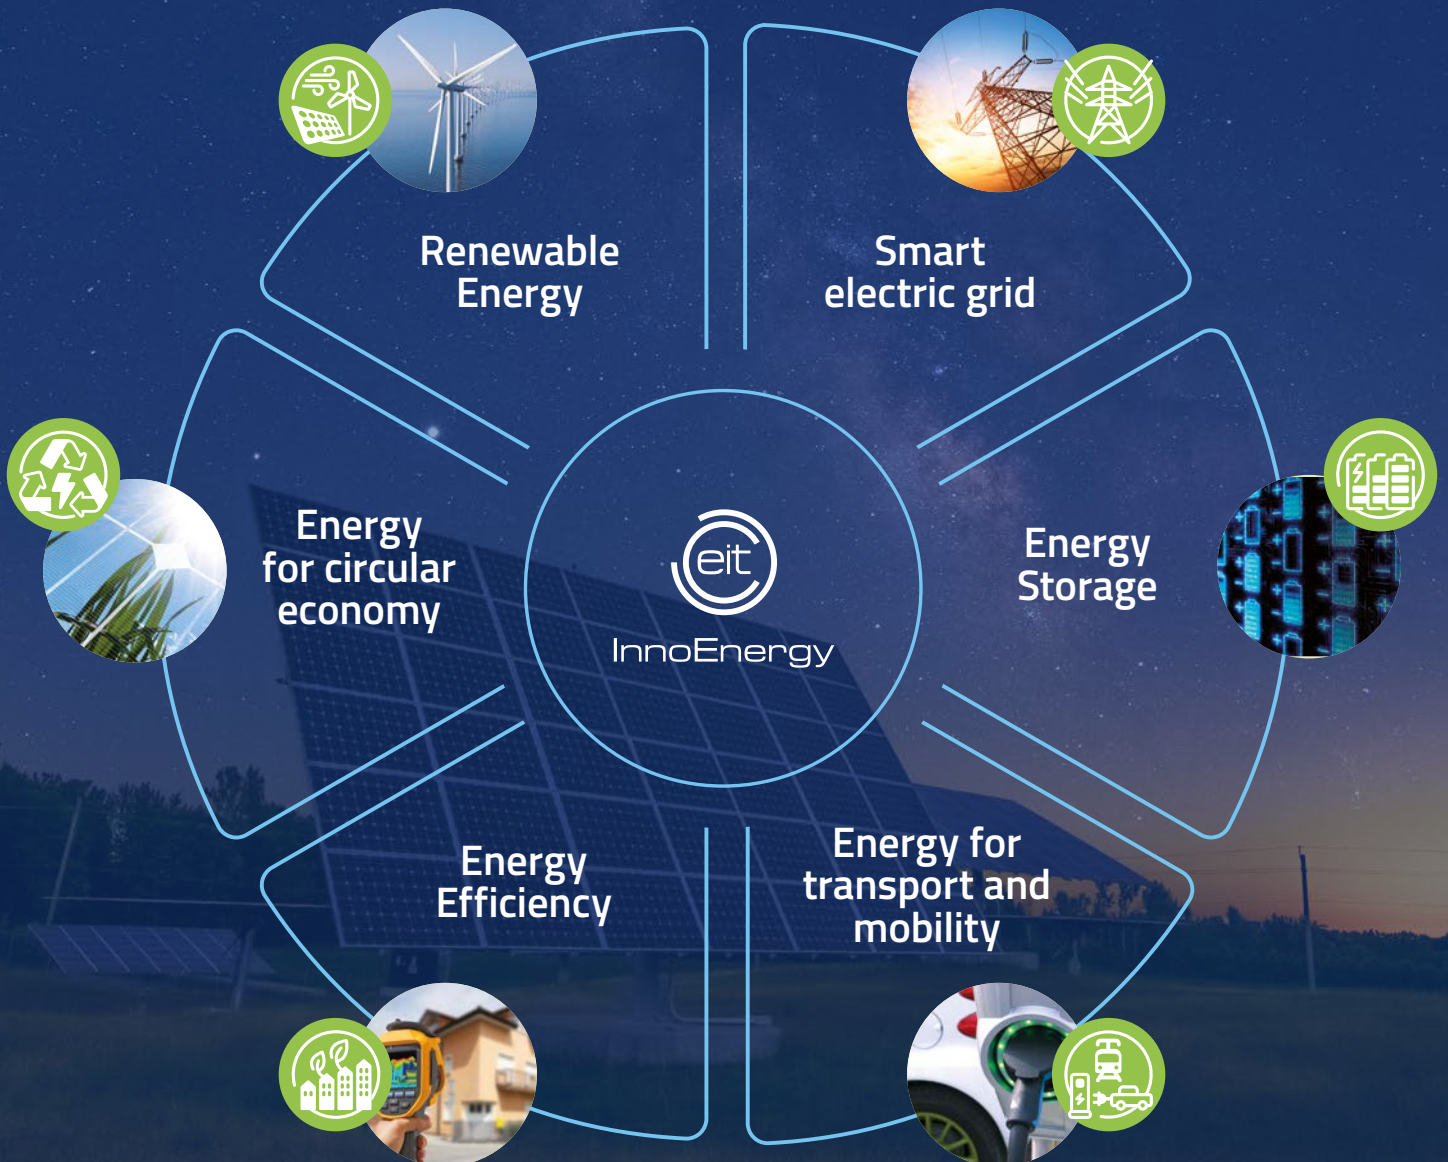 Renewable
Energy
Smart
electric grid
Energy
for circular
economy
eit
InnoEnergy
Energy
Storage
Energy
Efficiency
Energy for
transport and
mobility